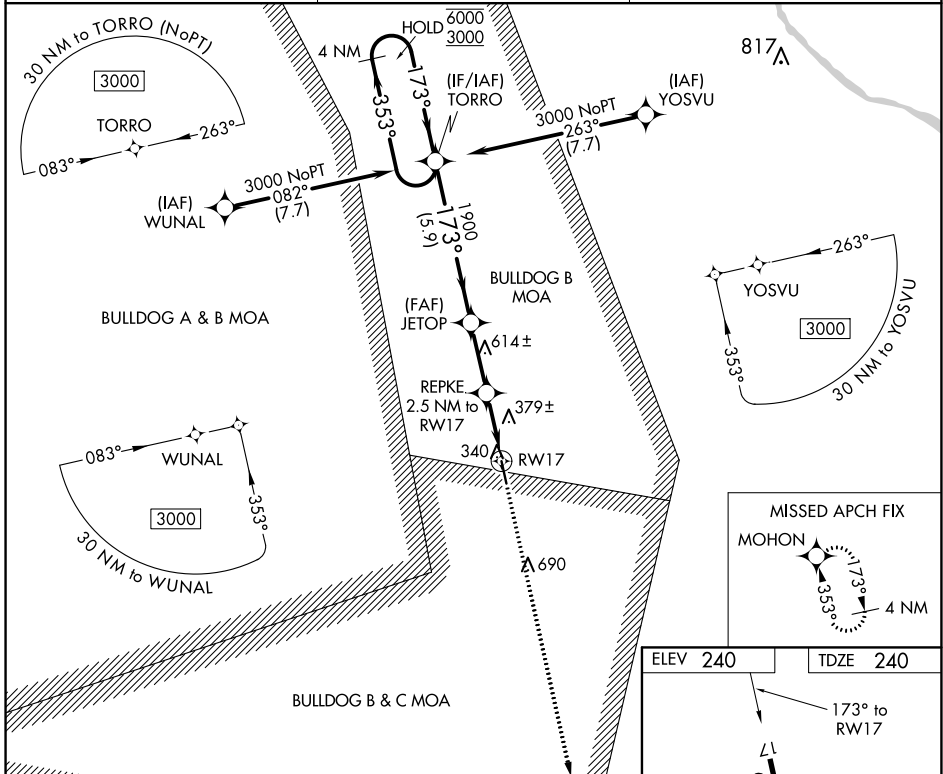 30 NM to TORRO (NoPT)
3000
TORRO
083°
263°
HOLD
6000
3000
4 NM
173°
353°
(IF/IAF)
TORRO
817
(IAF)
YOSVU
3000 NoPT
263°
(7.7)
(IAF)
WUNAL
3000 NoPT
082°
(7.7)
1900
173°
(5.9)
BULLDOG B
MOA
BULLDOG A & B MOA
(FAF)
JETOP
614±
REPKE
2.5 NM to
RW17
379±
340
RW17
263°
YOSVU
3000
353°
30 NM to YOSVU
083°
WUNAL
3000
353°
30 NM to WUNAL
690
MISSED APCH FIX
MOHON
173°
353°
4 NM
BULLDOG B & C MOA
ELEV 240
TDZE 240
173° to
RW17
17